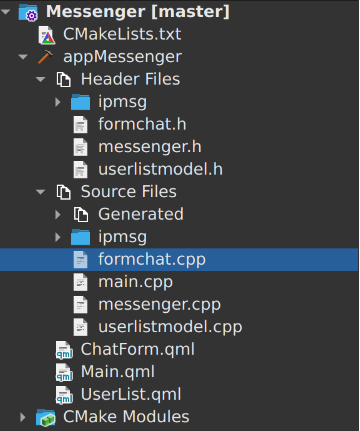 Messenger [master]
CMakeLists.txt
appMessenger
Header Files
ipmsg
formchat.h
messenger.h
userlistmodel.h
Source Files
Generated
ipmsg
formchat.cpp
main.cpp
messenger.cpp
userlistmodel.cpp
ChatForm.qml
Main.qml
UserList.qml
CMake Modules